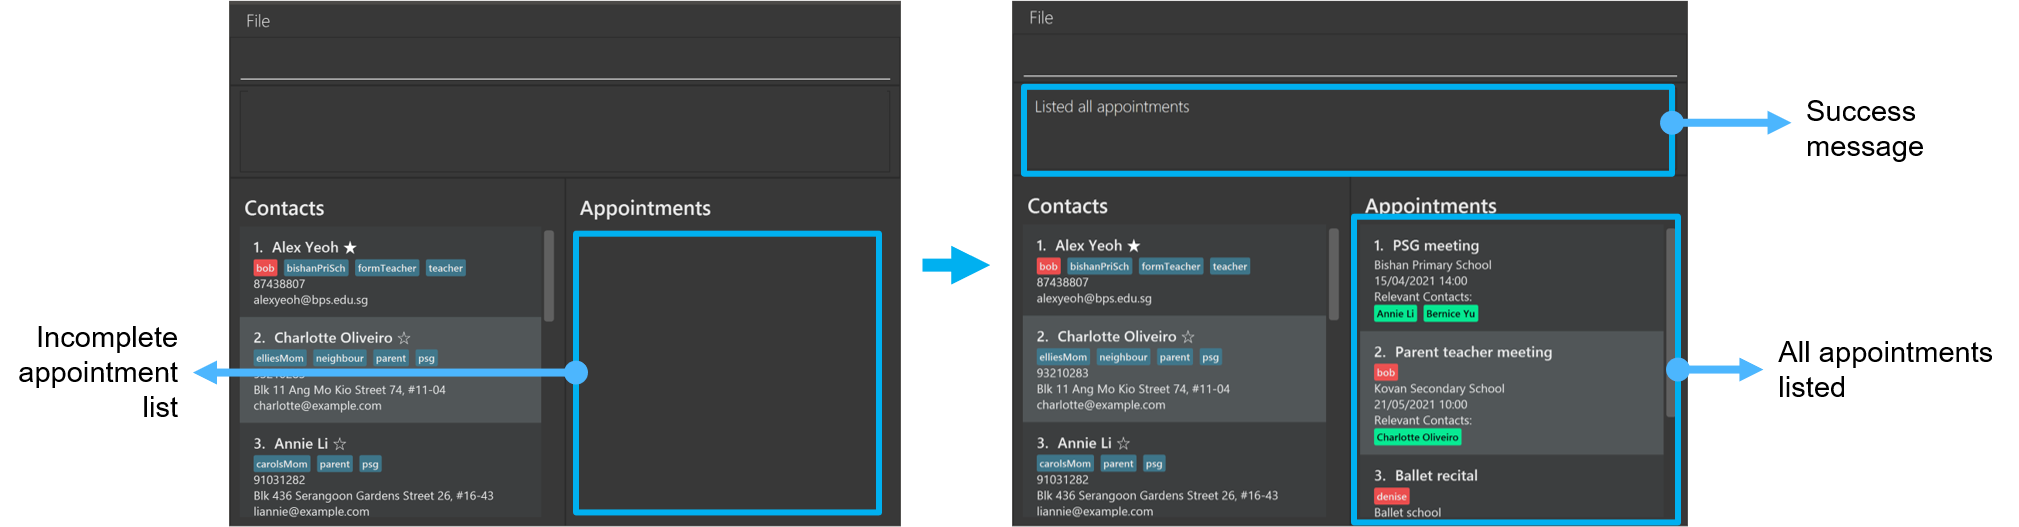 File
Contacts
Appointments
1. Alex Yeoh ★
bob bishanPriSch formTeacher teacher
87438807
alexyeoh@bps.edu.sg
2. Charlotte Oliveiro ☆
elliesMom neighbour parent psg
93210283
Blk 11 Ang Mo Kio Street 74, #11-04
charlotte@example.com
3. Annie Li ☆
carolsMom parent psg
91031282
Blk 436 Serangoon Gardens Street 26, #16-43
liannie@example.com
Incomplete
appointment
list
File
Listed all appointments
Success
message
Contacts
Appointments
1. Alex Yeoh ★
bob bishanPriSch formTeacher teacher
87438807
alexyeoh@bps.edu.sg
2. Charlotte Oliveiro ☆
elliesMom neighbour parent psg
93210283
Blk 11 Ang Mo Kio Street 74, #11-04
charlotte@example.com
3. Annie Li ☆
carolsMom parent psg
91031282
Blk 436 Serangoon Gardens Street 26, #16-43
liannie@example.com
1. PSG meeting
Bishan Primary School
15/04/2021 14:00
Relevant Contacts:
Annie Li Bernice Yu
2. Parent teacher meeting
bob
Kovan Secondary School
21/05/2021 10:00
Relevant Contacts:
Charlotte Oliveiro
3. Ballet recital
denise
Ballet school
All appointments
listed